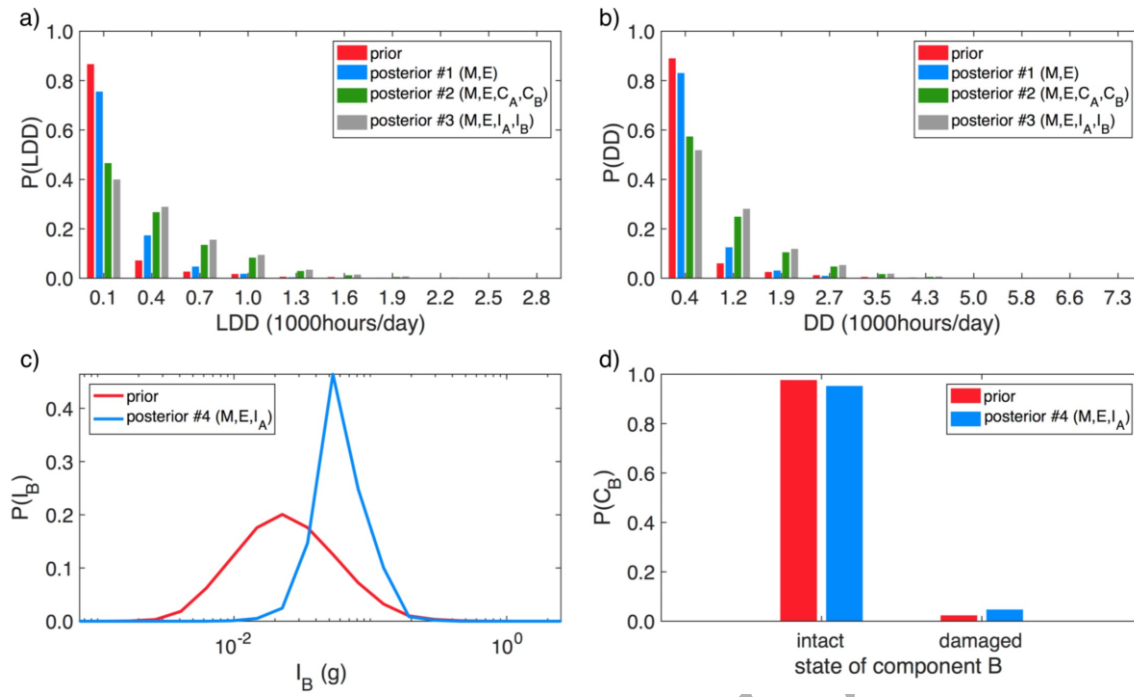 a)
1.0
0.8
0.6
0.4
0.2
0.0
P(LDD)
prior
posterior #1 (M,E)
posterior #2 (M,E,C_A,C_B)
posterior #3 (M,E,I_A,I_B)
0.1 0.4 0.7 1.0 1.3 1.6 1.9 2.2 2.5 2.8
LDD (1000hours/day)
b)
1.0
0.8
0.6
0.4
0.2
0.0
P(DD)
prior
posterior #1 (M,E)
posterior #2 (M,E,C_A,C_B)
posterior #3 (M,E,I_A,I_B)
0.4 1.2 1.9 2.7 3.5 4.3 5.0 5.8 6.6 7.3
DD (1000hours/day)
c)
0.4
0.3
0.2
0.1
0.0
P(I_B)
prior
posterior #4 (M,E,I_A)
10^-2 10^0
I_B (g)
d)
1.0
0.8
0.6
0.4
0.2
0.0
P(C_B)
prior
posterior #4 (M,E,I_A)
intact damaged
state of component B